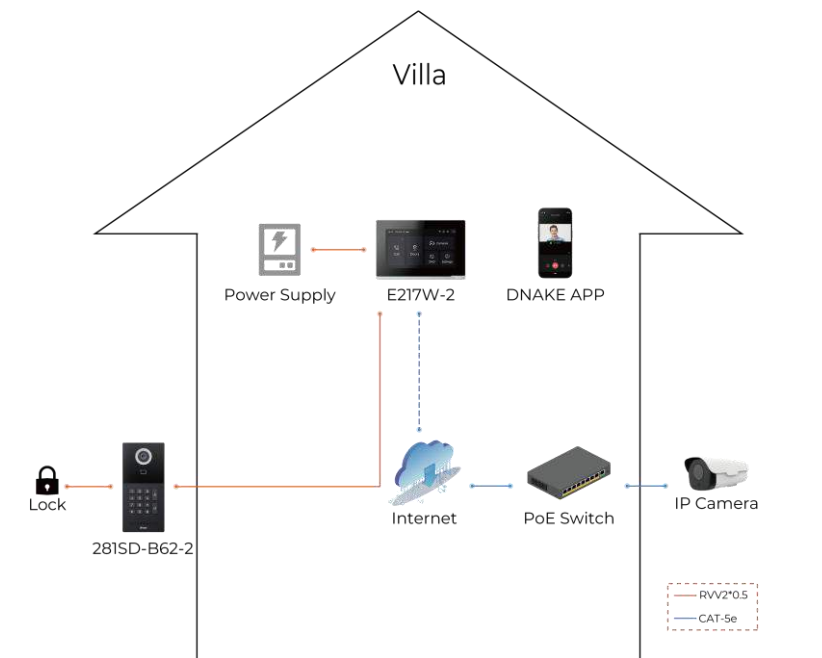 Villa
Power Supply
E217W-2
DNAKE APP
Lock
281SD-B62-2
Internet
PoE Switch
IP Camera
RVV2*0.5
CAT-5e